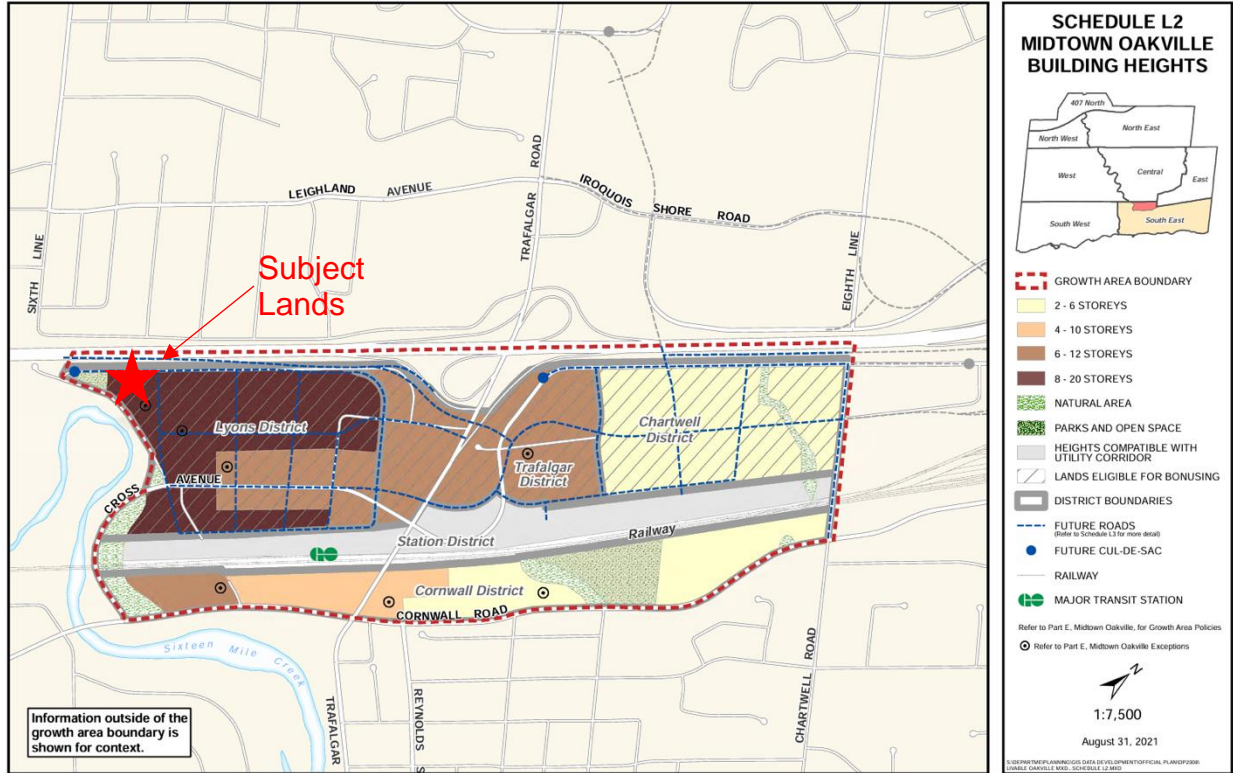 SCHEDULE L2
MIDTOWN OAKVILLE
BUILDING HEIGHTS
407 North
North West
North East
West
Central
East
South West
South East
GROWTH AREA BOUNDARY
2 - 6 STOREYS
4 - 10 STOREYS
6 - 12 STOREYS
8 - 20 STOREYS
NATURAL AREA
PARKS AND OPEN SPACE
HEIGHTS COMPATIBLE WITH
UTILITY CORRIDOR
LANDS ELIGIBLE FOR BONUSING
DISTRICT BOUNDARIES
FUTURE ROADS
(Refer to Schedule L3 for more detail)
FUTURE CUL-DE-SAC
RAILWAY
GO
MAJOR TRANSIT STATION
Refer to Part E, Midtown Oakville, for Growth Area Policies
Refer to Part E, Midtown Oakville Exceptions
N
1:7,500
August 31, 2021
LEIGHLAND AVENUE
IROQUOIS SHORE ROAD
TRAFALGAR ROAD
SIXTH LINE
EIGHTH LINE
Subject
Lands
Lyons District
Chartwell
District
Trafalgar
District
CROSS AVENUE
Station District
Railway
GO
Cornwall District
CORNWALL ROAD
Sixteen Mile Creek
TRAFALGAR
REYNOLDS S
CHARTWELL ROAD
Information outside of the
growth area boundary is
shown for context.